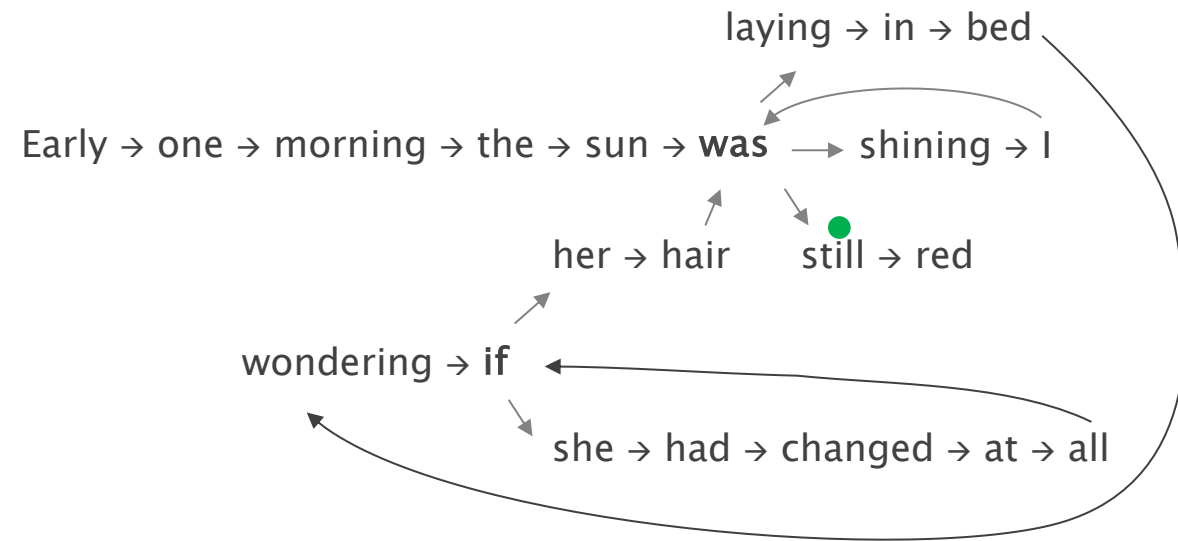 laying → in → bed
Early → one → morning → the → sun → was → shining → I
her → hair still → red
wondering → if
she → had → changed → at → all